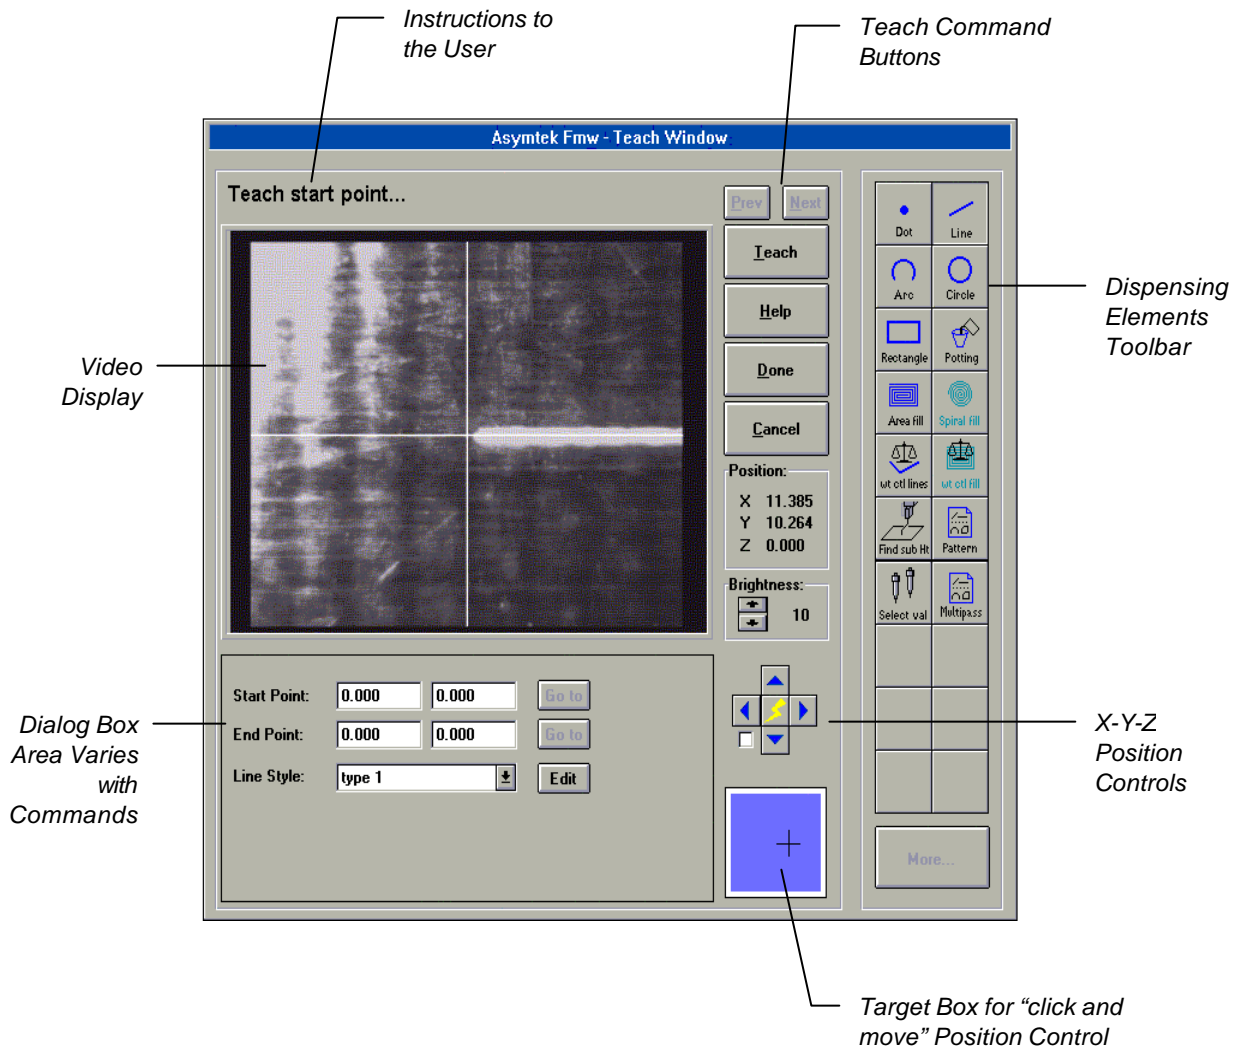 Instructions to
the User
Teach Command
Buttons
Asymtek Fmw - Teach Window
Teach start point...
Prev Next
Teach
Help
Done
Cancel
Position:
X 11.385
Y 10.264
Z 0.000
Brightness:
10
Dot Line
Arc Circle
Rectangle Potting
Area fill Spiral fill
wt ctl lines wt ctl fill
Find sub Ht Pattern
Select val Multipass
More...
Dispensing
Elements
Toolbar
Video
Display
Start Point: 0.000 0.000 Go to
End Point: 0.000 0.000 Go to
Line Style: type 1 Edit
Dialog Box
Area Varies
with
Commands
X-Y-Z
Position
Controls
Target Box for “click and
move” Position Control